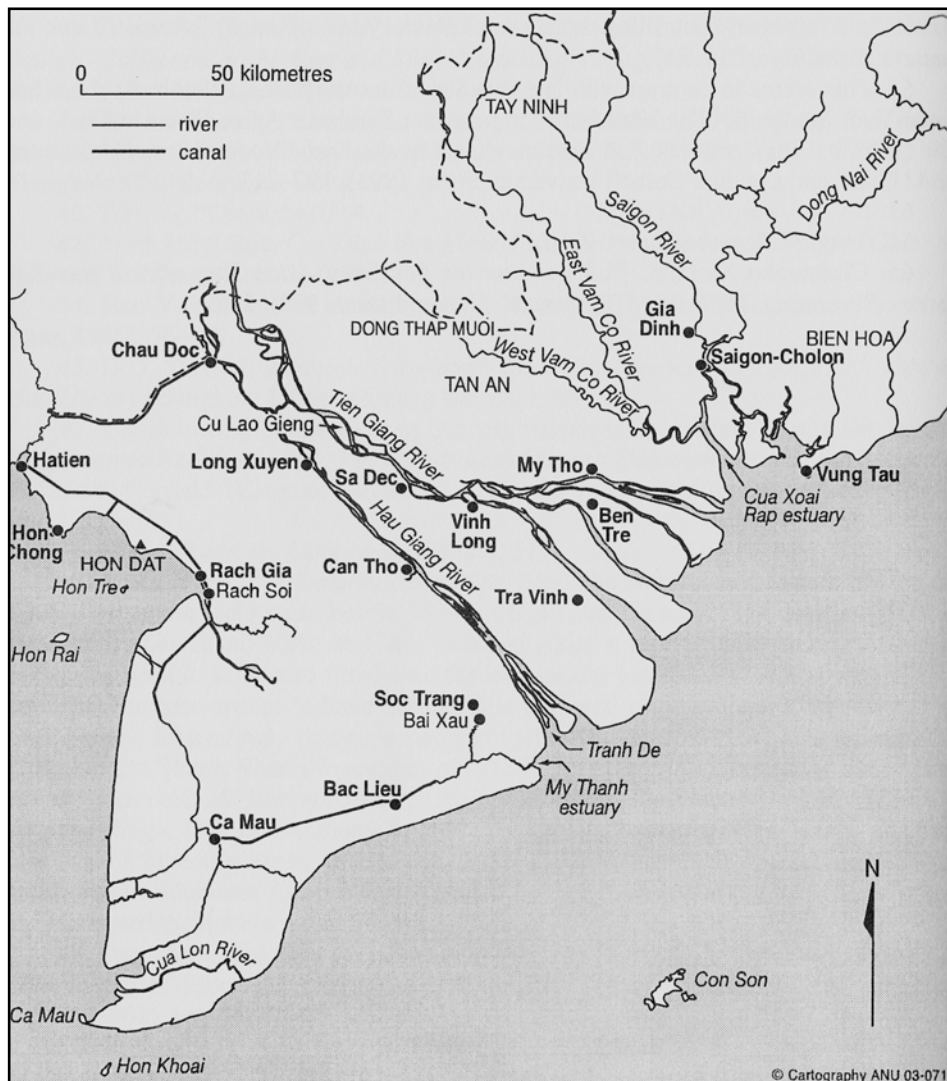 0 50 kilometres
river
canal
TAY NINH
Saigon River
Dong Nai River
East Vam Co River
Gia
Dinh
BIEN HOA
DONG THAP MUOI
West Vam Co River
Saigon-Cholon
Chau Doc
TAN AN
Tien Giang River
Cu Lao Gieng
Hatien
Long Xuyen
My Tho
Vung Tau
Sa Dec
Cua Xoai
Rap estuary
Hau Giang River
Vinh
Long
Ben
Tre
Hon
Chong
HON DAT
Can Tho
Rach Gia
Hon Tre
Rach Soi
Tra Vinh
Hon Rai
Soc Trang
Bai Xau
Tranh De
My Thanh
estuary
Bac Lieu
Ca Mau
N
Cua Lon River
Con Son
Ca Mau
Hon Khoai
© Cartography ANU 03-071